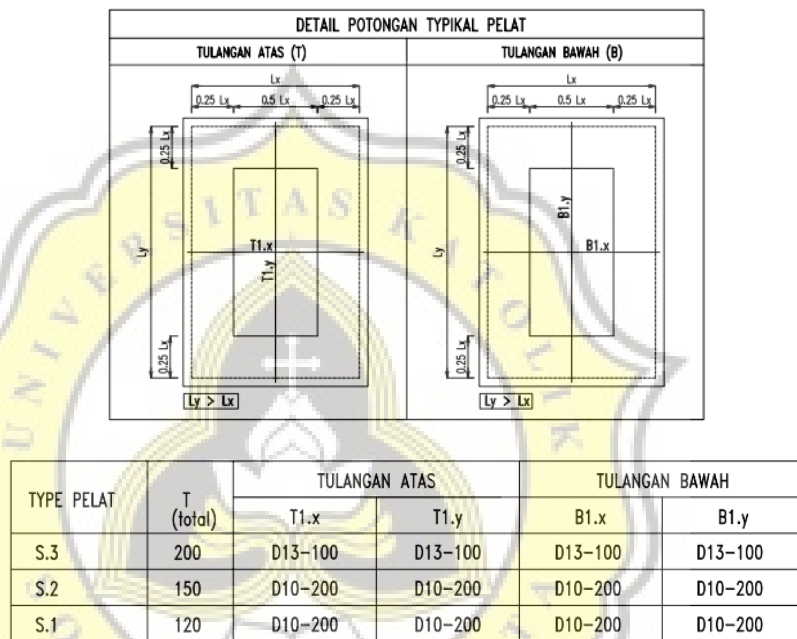 DETAIL POTONGAN TYPIKAL PELAT
TULANGAN ATAS (T)
TULANGAN BAWAH (B)
Lx
0.25 Lx
0.5 Lx
0.25 Lx
0.25 Lx
Ly
T1.x
T1.y
0.25 Lx
Ly > Lx
Lx
0.25 Lx
0.5 Lx
0.25 Lx
0.25 Lx
Ly
B1.y
B1.x
0.25 Lx
Ly > Lx
UNIVERSITAS KATOLIK
TYPE PELAT
T
(total)
TULANGAN ATAS
TULANGAN BAWAH
T1.x T1.y B1.x B1.y
S.3 200 D13-100 D13-100 D13-100 D13-100
S.2 150 D10-200 D10-200 D10-200 D10-200
S.1 120 D10-200 D10-200 D10-200 D10-200